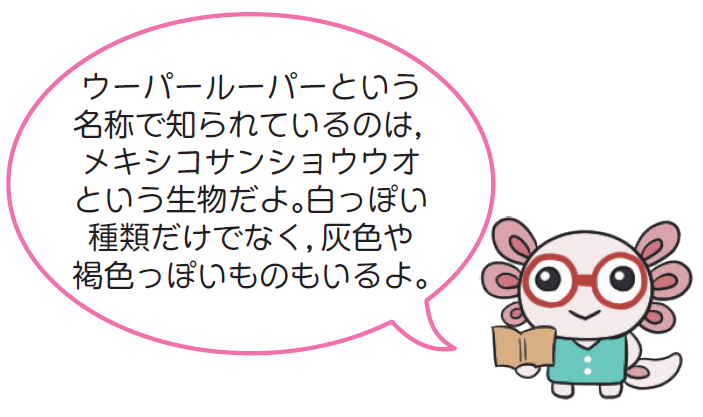 ウーパールーパーという
名称で知られているのは，
メキシコサンショウウオ
という生物だよ。白っぽい
種類だけでなく，灰色や
褐色っぽいものもいるよ。